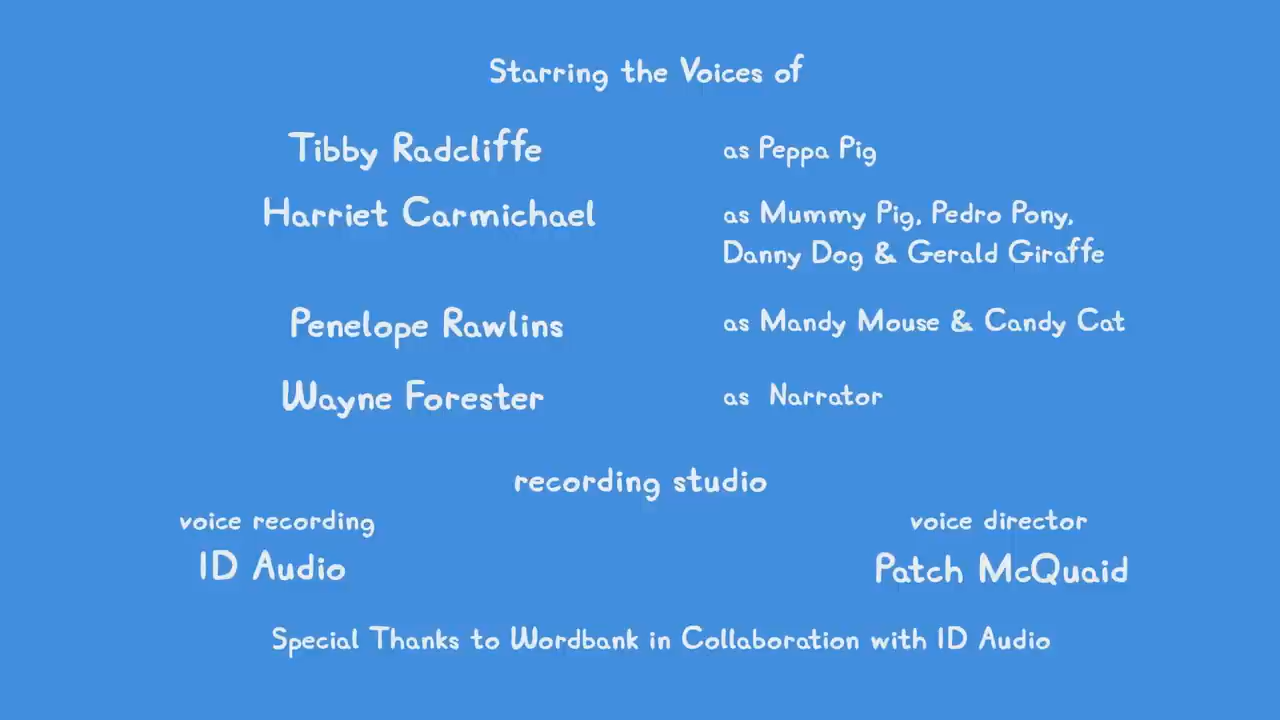 Starring the Voices of
Tibby Radcliffe as Peppa Pig
Harriet Carmichael as Mummy Pig, Pedro Pony,
Danny Dog & Gerald Giraffe
Penelope Rawlins as Mandy Mouse & Candy Cat
Wayne Forester as Narrator
recording studio
voice recording voice director
ID Audio Patch McQuaid
Special Thanks to Wordbank in Collaboration with ID Audio